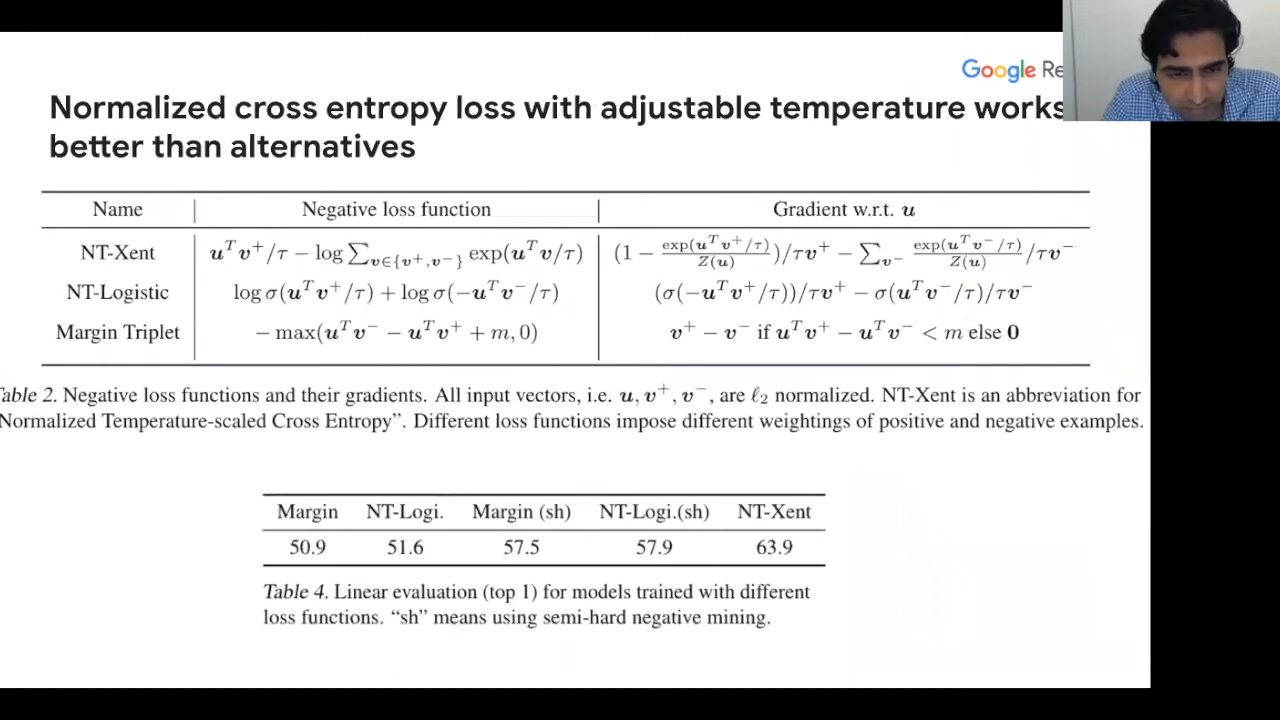 Google Re
Normalized cross entropy loss with adjustable temperature works
better than alternatives
Name | Negative loss function | Gradient w.r.t. u
NT-Xent | u^T v^+/τ − log ∑_{v∈{v^+,v^−}} exp(u^T v/τ) | (1 − exp(u^T v^+/τ)/Z(u))/τv^+ − ∑_{v^−} exp(u^T v^−/τ)/Z(u) /τv^−
NT-Logistic | log σ(u^T v^+/τ) + log σ(−u^T v^−/τ) | (σ(−u^T v^+/τ))/τv^+ − σ(u^T v^−/τ)/τv^−
Margin Triplet | − max(u^T v^− − u^T v^+ + m, 0) | v^+ − v^− if u^T v^+ − u^T v^− < m else 0
able 2. Negative loss functions and their gradients. All input vectors, i.e. u, v^+, v^−, are ℓ_2 normalized. NT-Xent is an abbreviation for
Normalized Temperature-scaled Cross Entropy”. Different loss functions impose different weightings of positive and negative examples.
Margin NT-Logi. Margin (sh) NT-Logi.(sh) NT-Xent
50.9 51.6 57.5 57.9 63.9
Table 4. Linear evaluation (top 1) for models trained with different
loss functions. “sh” means using semi-hard negative mining.